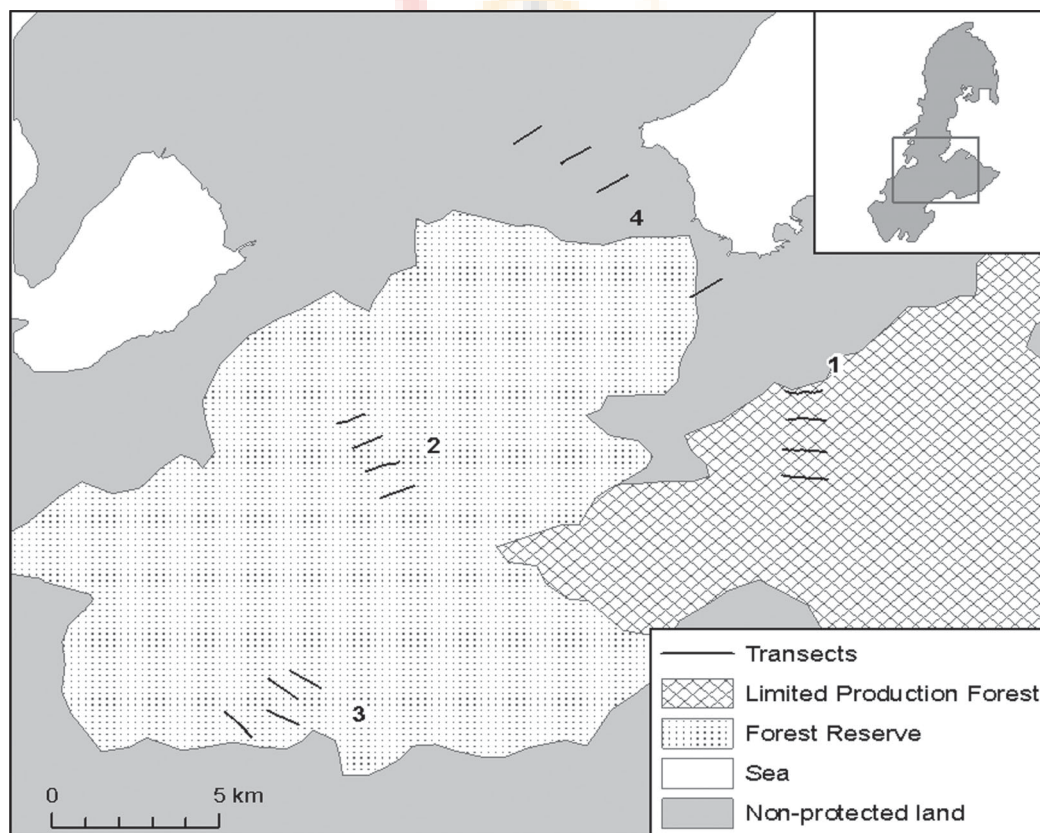 4
1
2
3
0 5 km
Transects
Limited Production Forest
Forest Reserve
Sea
Non-protected land